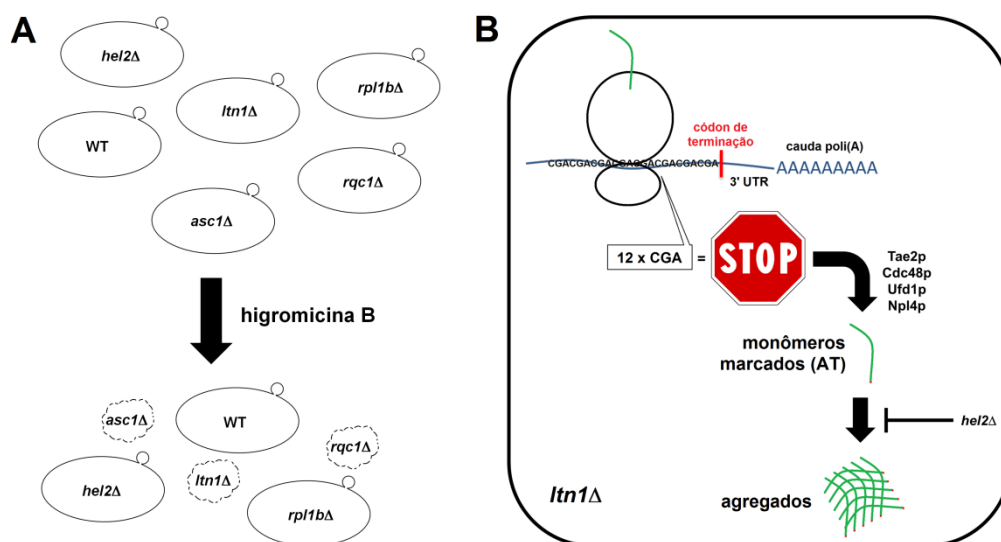 A
hel2Δ
rpl1bΔ
ltn1Δ
WT
rqc1Δ
asc1Δ
higromicina B
asc1Δ
WT
rqc1Δ
ltn1Δ
hel2Δ
rpl1bΔ
B
códon de
terminação
cauda poli(A)
CGACGACGACGACGACGACGACGA
AAAAAAAAA
3' UTR
12 x CGA
=
STOP
Tae2p
Cdc48p
Ufd1p
Npl4p
monômeros
marcados (AT)
hel2Δ
ltn1Δ
agregados